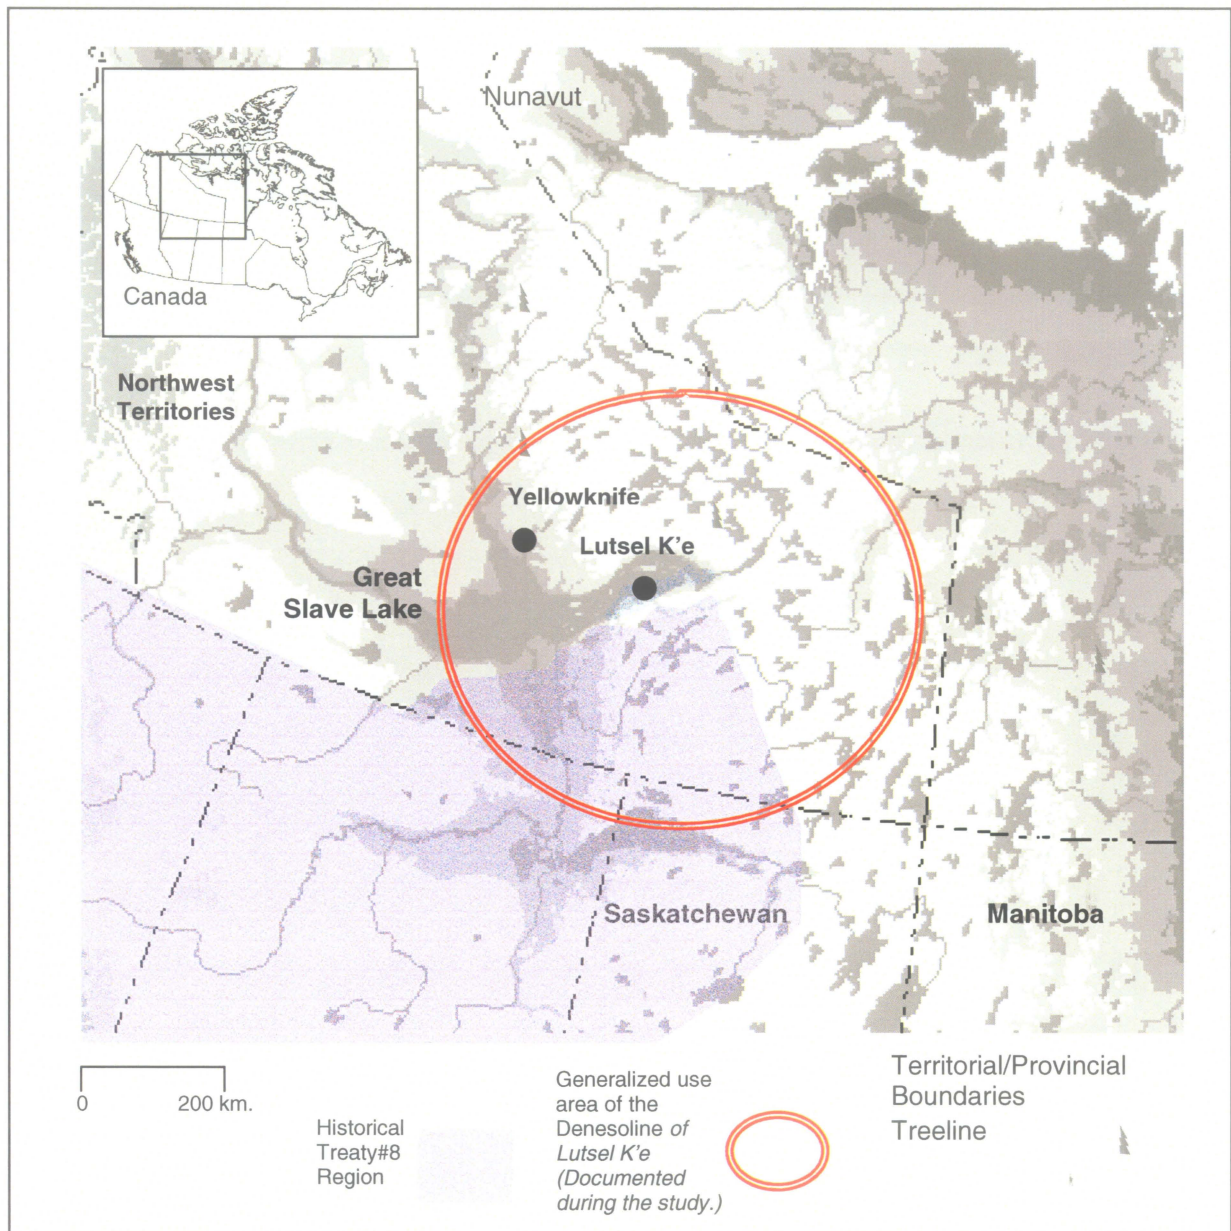 Nunavut
Canada
Northwest
Territories
Yellowknife
Lutsel K'e
Great
Slave Lake
Saskatchewan
Manitoba
0 200 km.
Historical
Treaty#8
Region
Generalized use
area of the
Denesoline of
Lutsel K'e
(Documented
during the study.)
Territorial/Provincial
Boundaries
Treeline